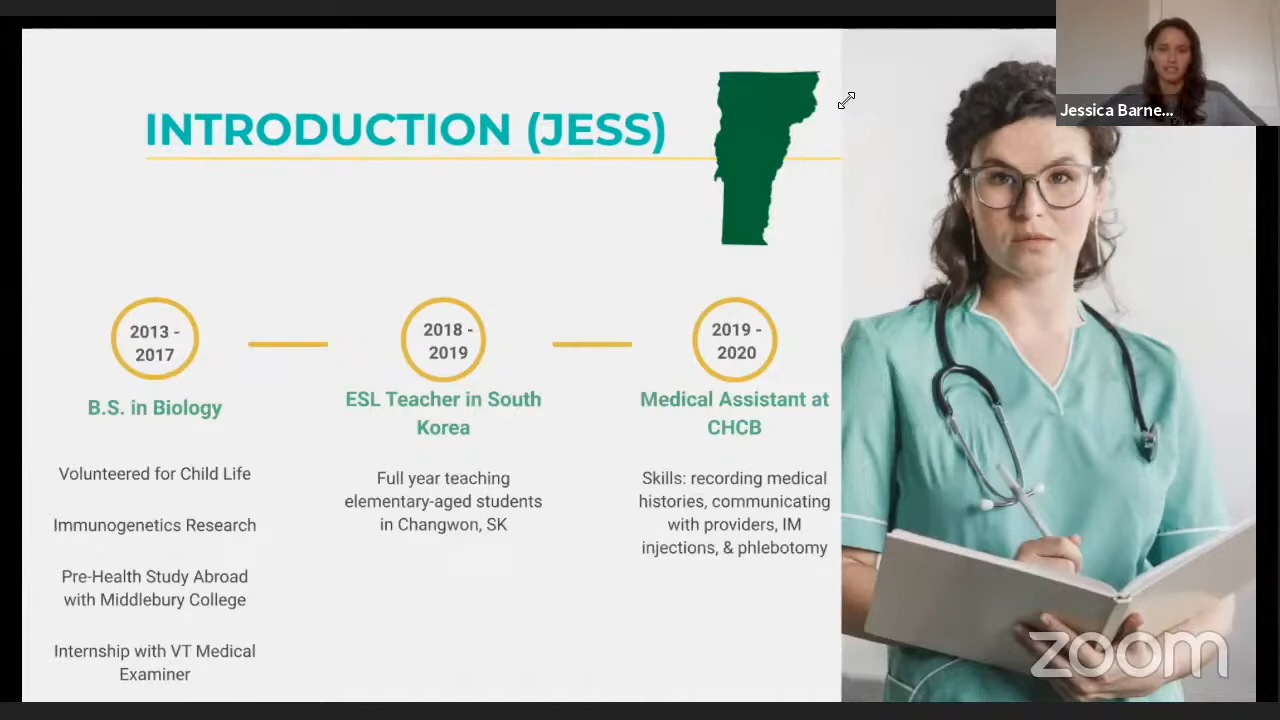 Jessica Barne...
INTRODUCTION (JESS)
2013 -
2017
B.S. in Biology
Volunteered for Child Life
Immunogenetics Research
Pre-Health Study Abroad
with Middlebury College
Internship with VT Medical
Examiner
2018 -
2019
ESL Teacher in South
Korea
Full year teaching
elementary-aged students
in Changwon, SK
2019 -
2020
Medical Assistant at
CHCB
Skills: recording medical
histories, communicating
with providers, IM
injections, & phlebotomy
zoom